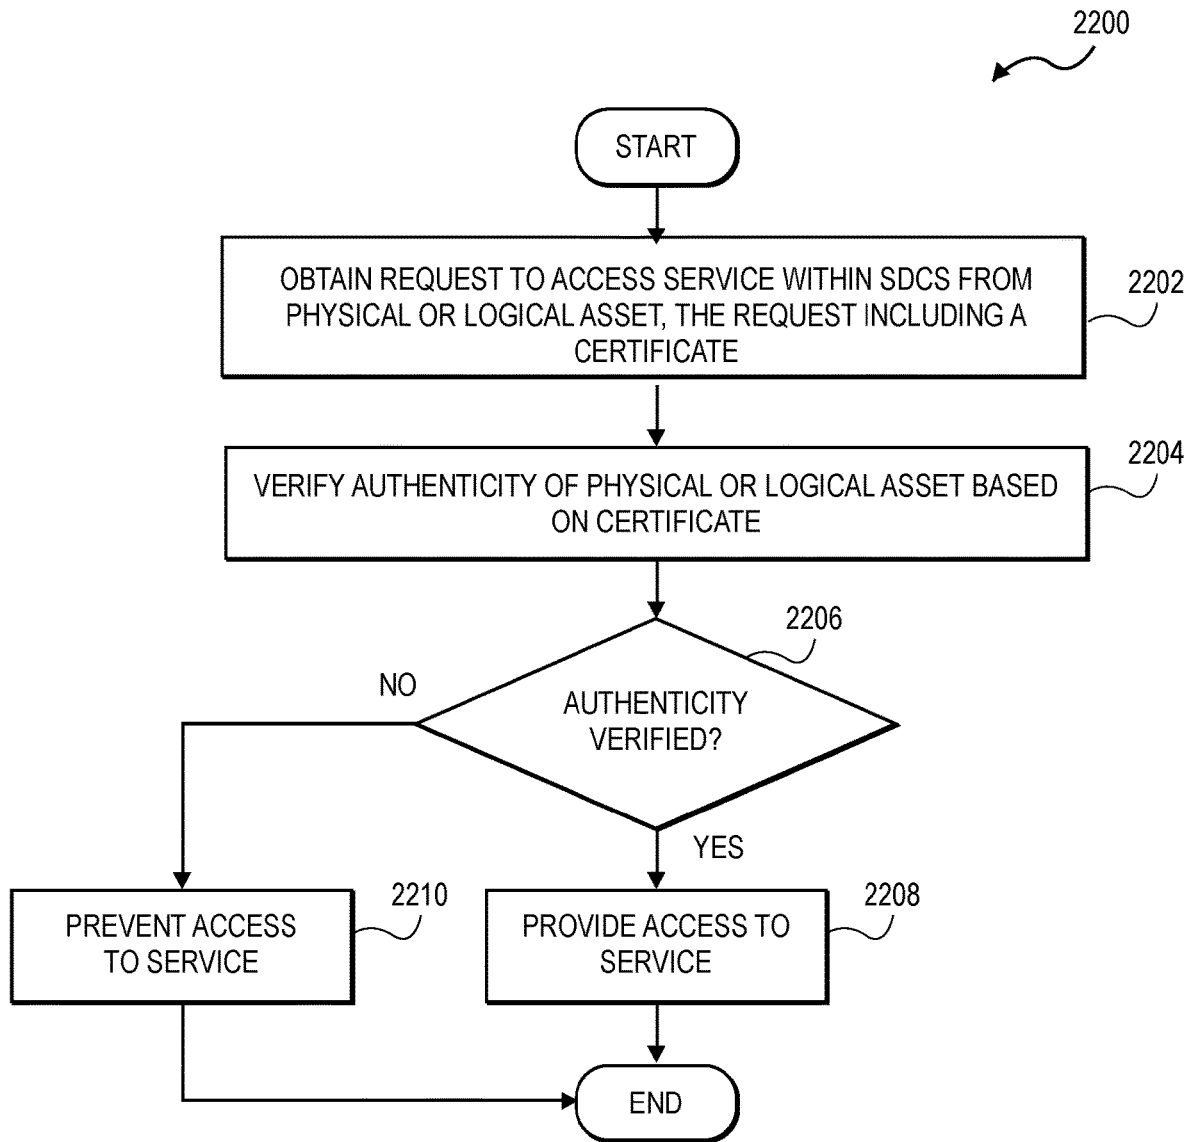 2200
START
OBTAIN REQUEST TO ACCESS SERVICE WITHIN SDCS FROM
PHYSICAL OR LOGICAL ASSET, THE REQUEST INCLUDING A
CERTIFICATE
2202
VERIFY AUTHENTICITY OF PHYSICAL OR LOGICAL ASSET BASED
ON CERTIFICATE
2204
2206
AUTHENTICITY
VERIFIED?
NO
YES
PREVENT ACCESS
TO SERVICE
2210
PROVIDE ACCESS TO
SERVICE
2208
END